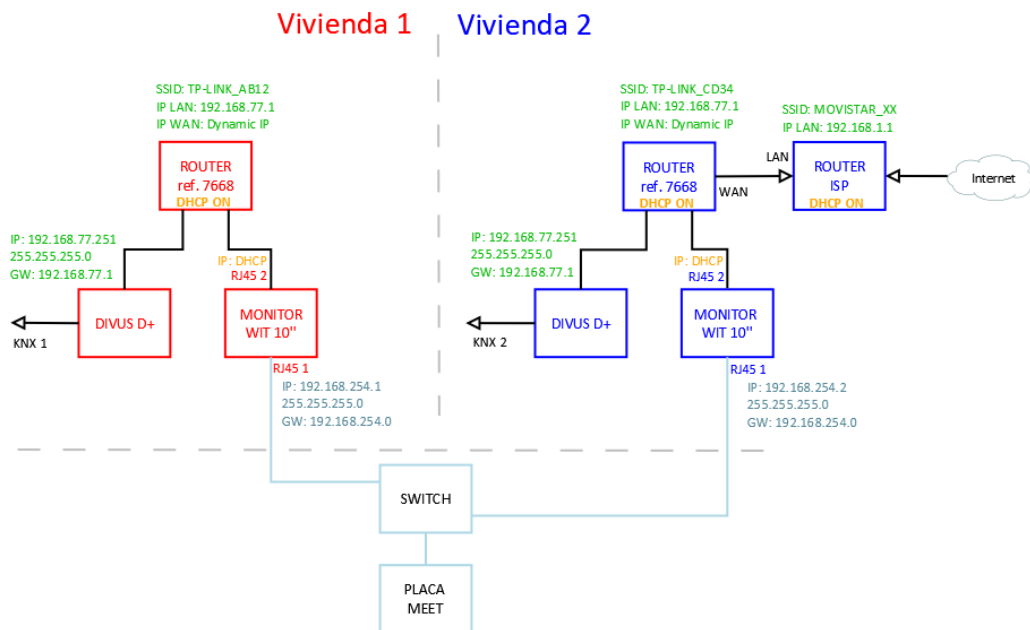 Vivienda 1
Vivienda 2
SSID: TP-LINK_AB12
IP LAN: 192.168.77.1
IP WAN: Dynamic IP
ROUTER
ref. 7668
DHCP ON
IP: 192.168.77.251
255.255.255.0
GW: 192.168.77.1
IP: DHCP
RJ45 2
DIVUS D+
MONITOR
WIT 10"
KNX 1
RJ45 1
IP: 192.168.254.1
255.255.255.0
GW: 192.168.254.0
SSID: TP-LINK_CD34
IP LAN: 192.168.77.1
IP WAN: Dynamic IP
SSID: MOVISTAR_XX
IP LAN: 192.168.1.1
ROUTER
ref. 7668
DHCP ON
WAN
LAN
ROUTER
ISP
DHCP ON
Internet
IP: 192.168.77.251
255.255.255.0
GW: 192.168.77.1
IP: DHCP
RJ45 2
DIVUS D+
MONITOR
WIT 10"
KNX 2
RJ45 1
IP: 192.168.254.2
255.255.255.0
GW: 192.168.254.0
SWITCH
PLACA
MEET